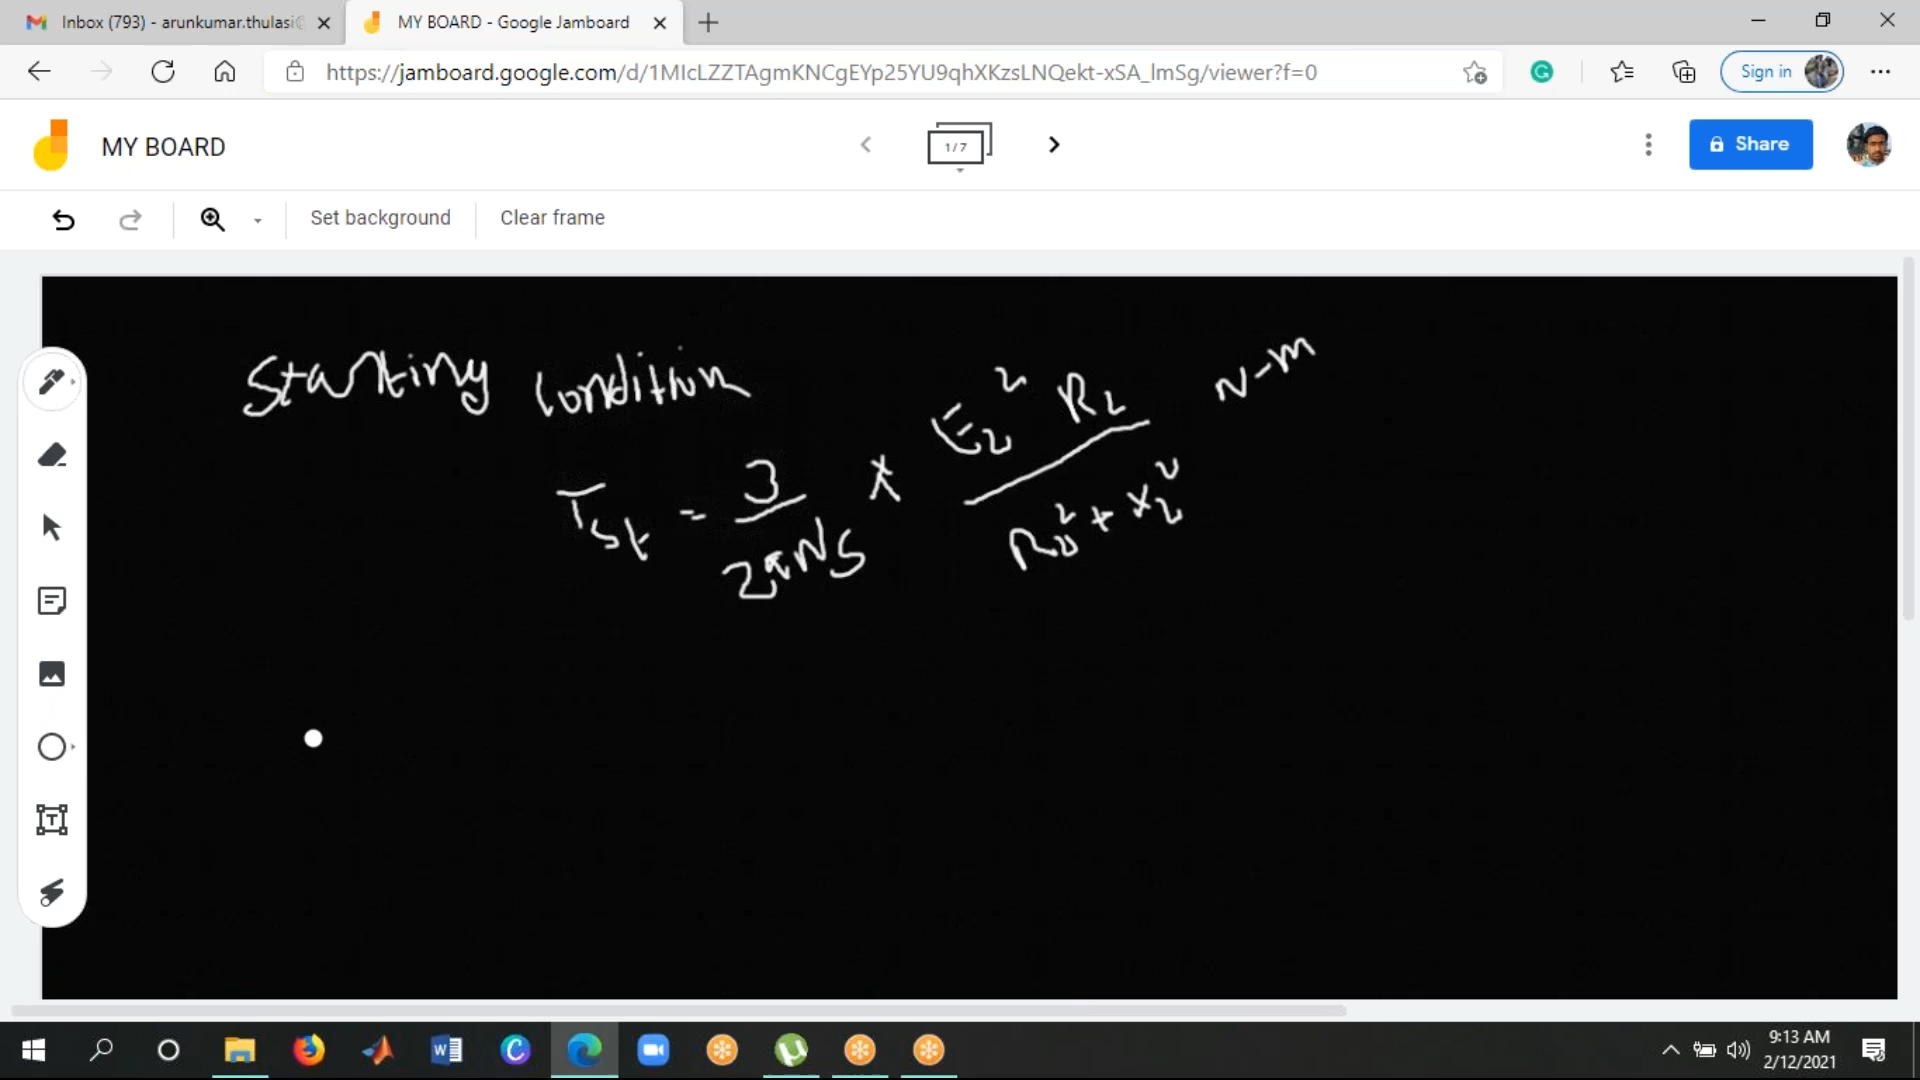 Inbox (793) - arunkumar.thulasi
MY BOARD - Google Jamboard
https://jamboard.google.com/d/1MIcLZZTAgmKNCgEYp25YU9qhXKzsLNQekt-xSA_lmSg/viewer?f=0
Sign in
MY BOARD
1/7
Share
Set background
Clear frame
Starting condition
T_st = 3/2πNs × E₂² R₂ / R₂² + X₂² N-m
9:13 AM
2/12/2021